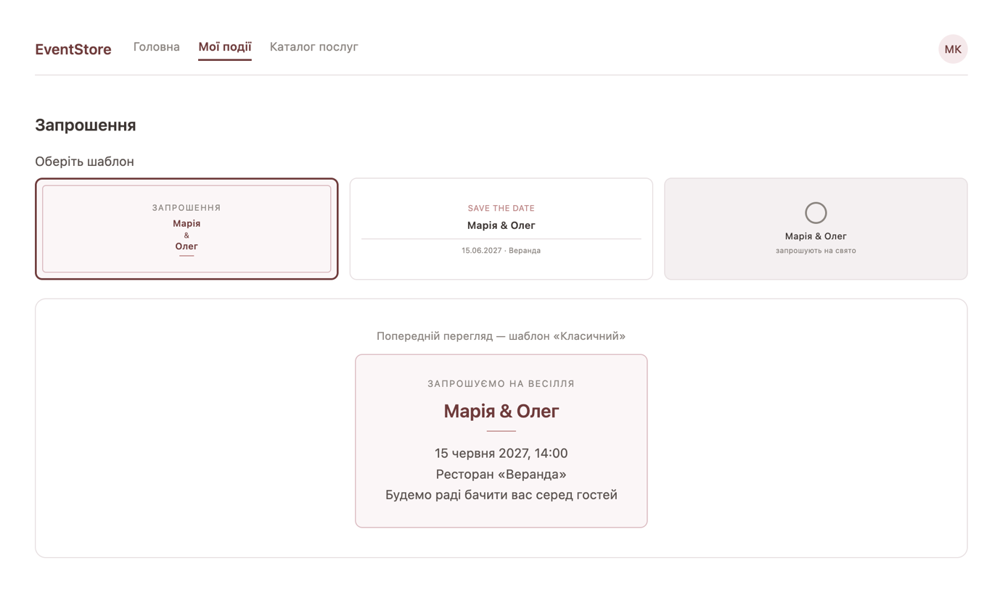 EventStore
Головна
Мої події
Каталог послуг
МК
Запрошення
Оберіть шаблон
ЗАПРОШЕННЯ
Марія
&
Олег
SAVE THE DATE
Марія & Олег
15.06.2027 · Веранда
Марія & Олег
запрошують на свято
Попередній перегляд — шаблон «Класичний»
ЗАПРОШУЄМО НА ВЕСІЛЛЯ
Марія & Олег
15 червня 2027, 14:00
Ресторан «Веранда»
Будемо раді бачити вас серед гостей